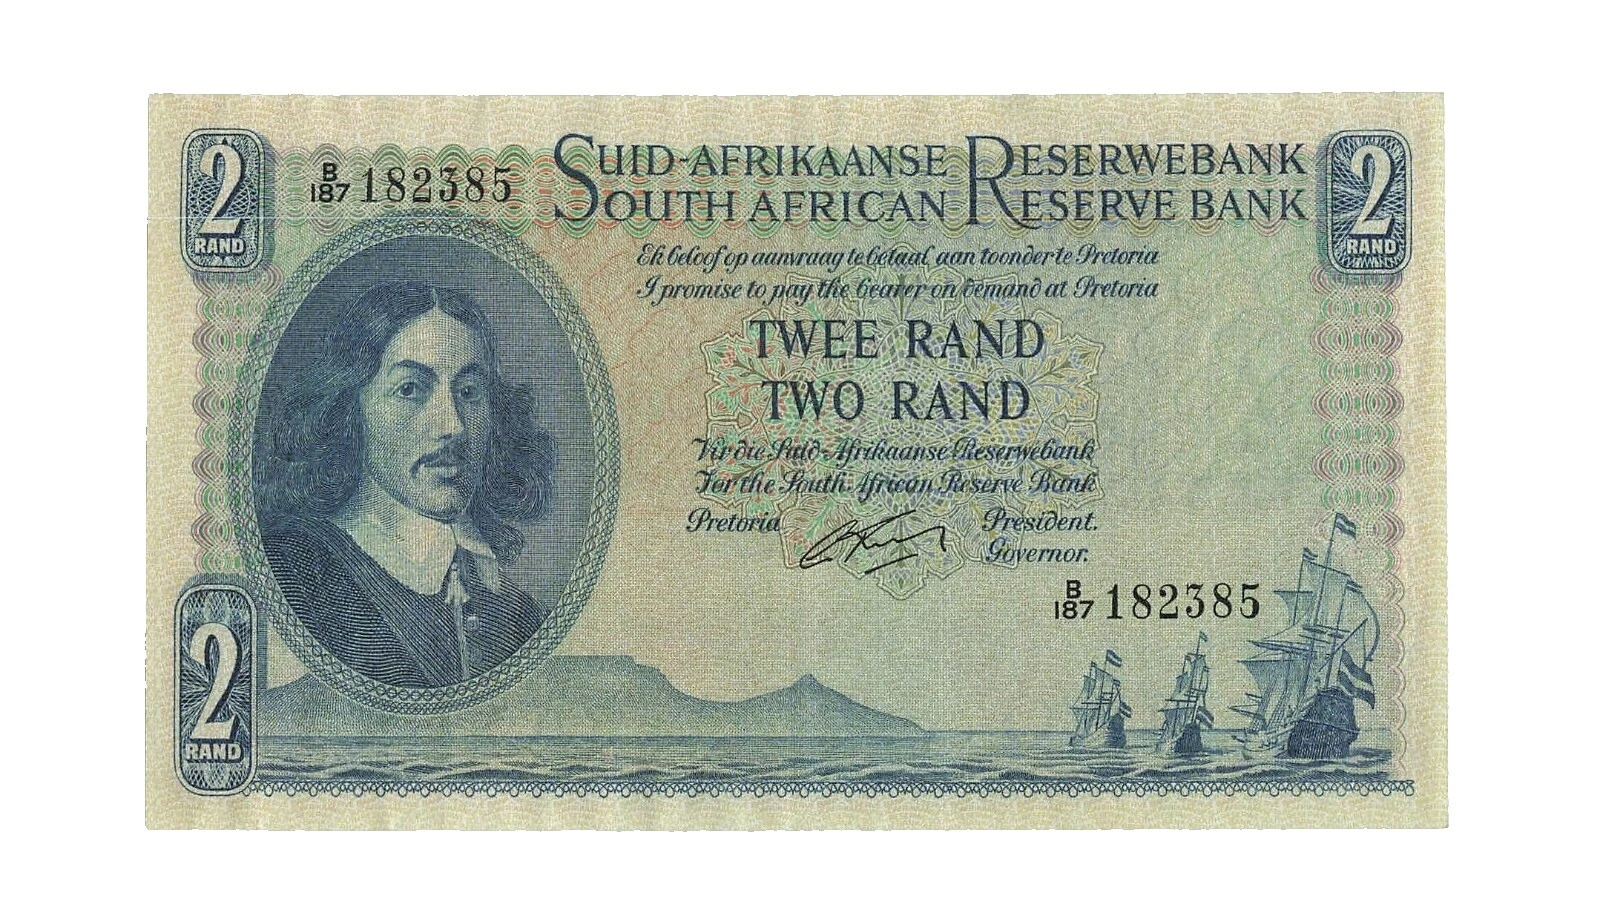 2
RAND
B/187 182385
SUID-AFRIKAANSE RESERWEBANK
SOUTH AFRICAN RESERVE BANK
2
RAND
Ek beloof op aanvraag te betaal aan toonder te Pretoria
I promise to pay the bearer on demand at Pretoria
TWEE RAND
TWO RAND
Vir die Suid-Afrikaanse Reserwebank
For the South African Reserve Bank
Pretoria President.
Governor.
B/187 182385
2
RAND